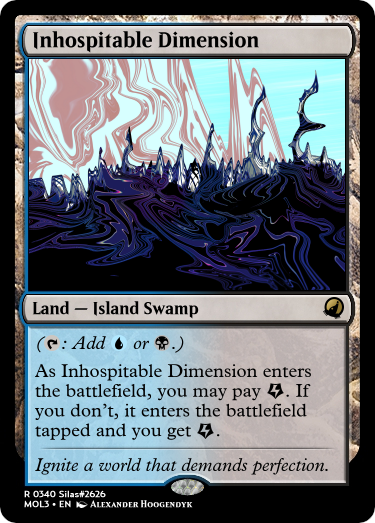 Inhospitable Dimension
Land — Island Swamp
(: Add or .)
As Inhospitable Dimension enters
the battlefield, you may pay . If
you don't, it enters the battlefield
tapped and you get .
Ignite a world that demands perfection.
R 0340 Silas#2626
MOL3 • EN Alexander Hoogendyk